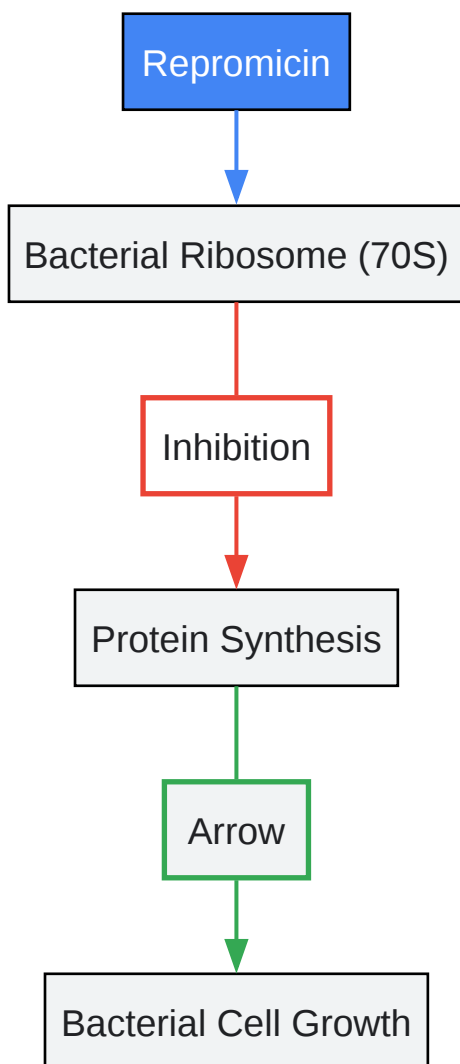 Repromicin
Bacterial Ribosome (70S)
Inhibition
Protein Synthesis
Arrow
Bacterial Cell Growth